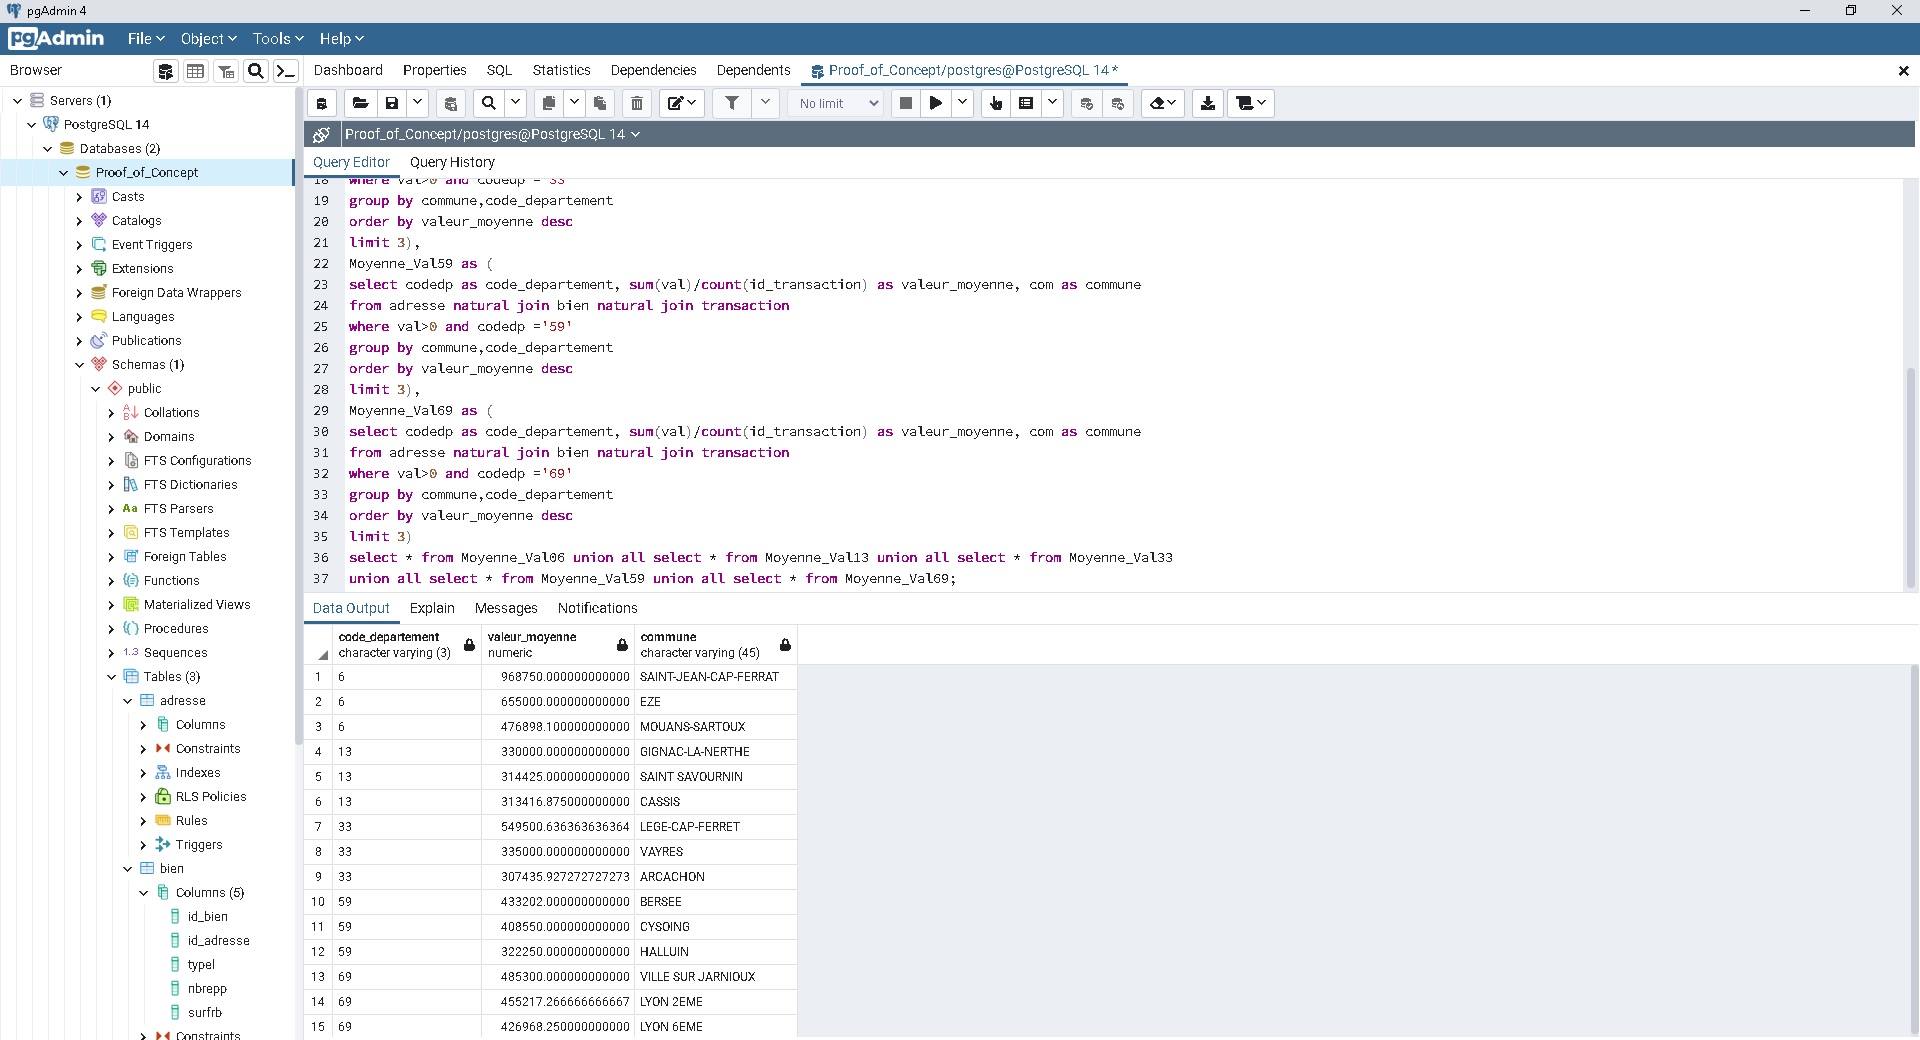 pgAdmin 4
pgAdmin File Object Tools Help
Browser
Dashboard Properties SQL Statistics Dependencies Dependents Proof_of_Concept/postgres@PostgreSQL 14 *
No limit
Proof_of_Concept/postgres@PostgreSQL 14
Query Editor Query History
Servers (1)
PostgreSQL 14
Databases (2)
Proof_of_Concept
Casts
Catalogs
Event Triggers
Extensions
Foreign Data Wrappers
Languages
Publications
Schemas (1)
public
Collations
Domains
FTS Configurations
FTS Dictionaries
Aa FTS Parsers
FTS Templates
Foreign Tables
Functions
Materialized Views
Procedures
1..3 Sequences
Tables (3)
adresse
Columns
Constraints
Indexes
RLS Policies
Rules
Triggers
bien
Columns (5)
id_bien
id_adresse
typel
nbrepp
surfrb
Constraints
18 where val>0 and codedp ='33'
19 group by commune,code_departement
20 order by valeur_moyenne desc
21 limit 3),
22 Moyenne_Val59 as (
23 select codedp as code_departement, sum(val)/count(id_transaction) as valeur_moyenne, com as commune
24 from adresse natural join bien natural join transaction
25 where val>0 and codedp ='59'
26 group by commune,code_departement
27 order by valeur_moyenne desc
28 limit 3),
29 Moyenne_Val69 as (
30 select codedp as code_departement, sum(val)/count(id_transaction) as valeur_moyenne, com as commune
31 from adresse natural join bien natural join transaction
32 where val>0 and codedp ='69'
33 group by commune,code_departement
34 order by valeur_moyenne desc
35 limit 3)
36 select * from Moyenne_Val06 union all select * from Moyenne_Val13 union all select * from Moyenne_Val33
37 union all select * from Moyenne_Val59 union all select * from Moyenne_Val69;
Data Output Explain Messages Notifications
code_departement valeur_moyenne commune
character varying (3) numeric character varying (45)
1 6 968750.000000000000 SAINT-JEAN-CAP-FERRAT
2 6 655000.000000000000 EZE
3 6 476898.100000000000 MOUANS-SARTOUX
4 13 330000.000000000000 GIGNAC-LA-NERTHE
5 13 314425.000000000000 SAINT SAVOURNIN
6 13 313416.875000000000 CASSIS
7 33 549500.636363636364 LEGE-CAP-FERRET
8 33 335000.000000000000 VAYRES
9 33 307435.927272727273 ARCACHON
10 59 433202.000000000000 BERSEE
11 59 408550.000000000000 CYSOING
12 59 322250.000000000000 HALLUIN
13 69 485300.000000000000 VILLE SUR JARNIOUX
14 69 455217.266666666667 LYON 2EME
15 69 426968.250000000000 LYON 6EME